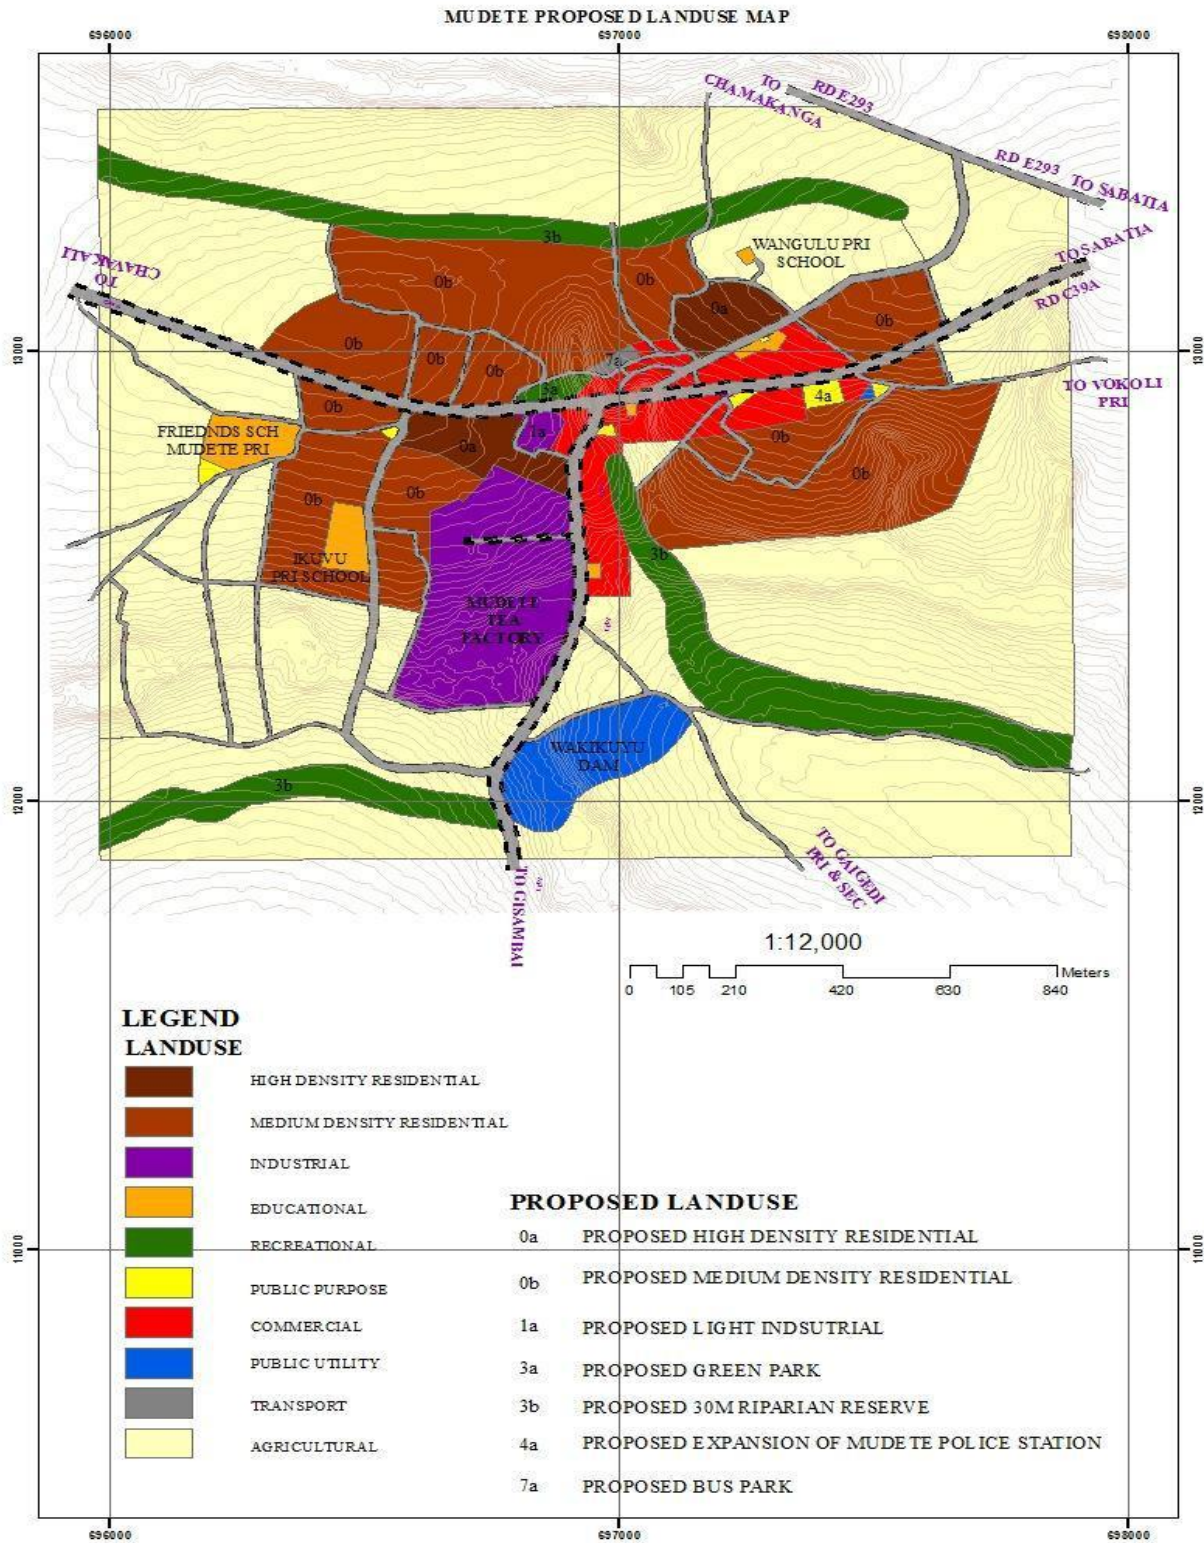 MUDETE PROPOSED LANDUSE MAP
696000
697000
698000
TO
CHAMAKANGA
RD E293
RD E293 TO SABATIA
TO SABATIA
RD C39A
TO
CHAVAKALI
WANGULU PRI
SCHOOL
3b
0b
0b
0a
0b
0b
0b
0b
7a
13000
13000
TO VOKOLI
PRI
0b
1a
0a
4a
0b
0b
FRIEDNDS SCH
MUDETE PRI
0b
0b
IKUVU
PRI SCHOOL
3b
MUDETE
TEA
FACTORY
WAKIKUYU
DAM
3b
12000
12000
TO GAIGEDI
PRI & SEC
TO GISAMBAI
1:12,000
Meters
0 105 210 420 630 840
LEGEND
LANDUSE
HIGH DENSITY RESIDENTIAL
MEDIUM DENSITY RESIDENTIAL
INDUSTRIAL
EDUCATIONAL
RECREATIONAL
PUBLIC PURPOSE
COMMERCIAL
PUBLIC UTILITY
TRANSPORT
AGRICULTURAL
PROPOSED LANDUSE
0a PROPOSED HIGH DENSITY RESIDENTIAL
0b PROPOSED MEDIUM DENSITY RESIDENTIAL
1a PROPOSED LIGHT INDSUTRIAL
3a PROPOSED GREEN PARK
3b PROPOSED 30M RIPARIAN RESERVE
4a PROPOSED EXPANSION OF MUDETE POLICE STATION
7a PROPOSED BUS PARK
11000
11000
696000
697000
698000